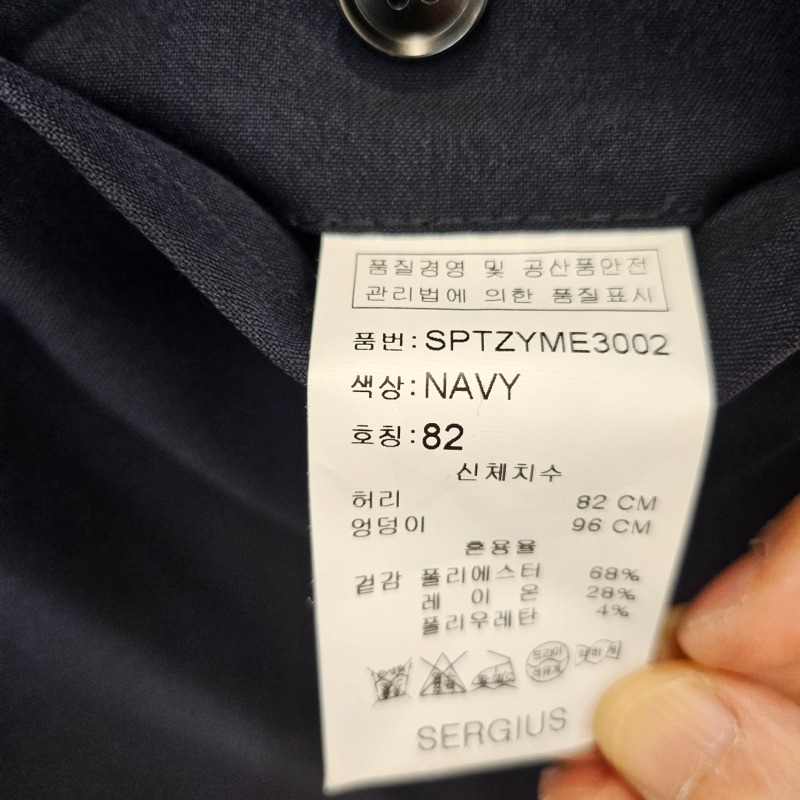 품질경영 및 공산품안전
관리법에 의한 품질표시
품번: SPTZYME3002
색상: NAVY
호칭: 82
신체치수
허리 82 CM
엉덩이 96 CM
혼용율
겉감 폴리에스터 68%
레 이 온 28%
폴리우레탄 4%
드라이
SERGIUS